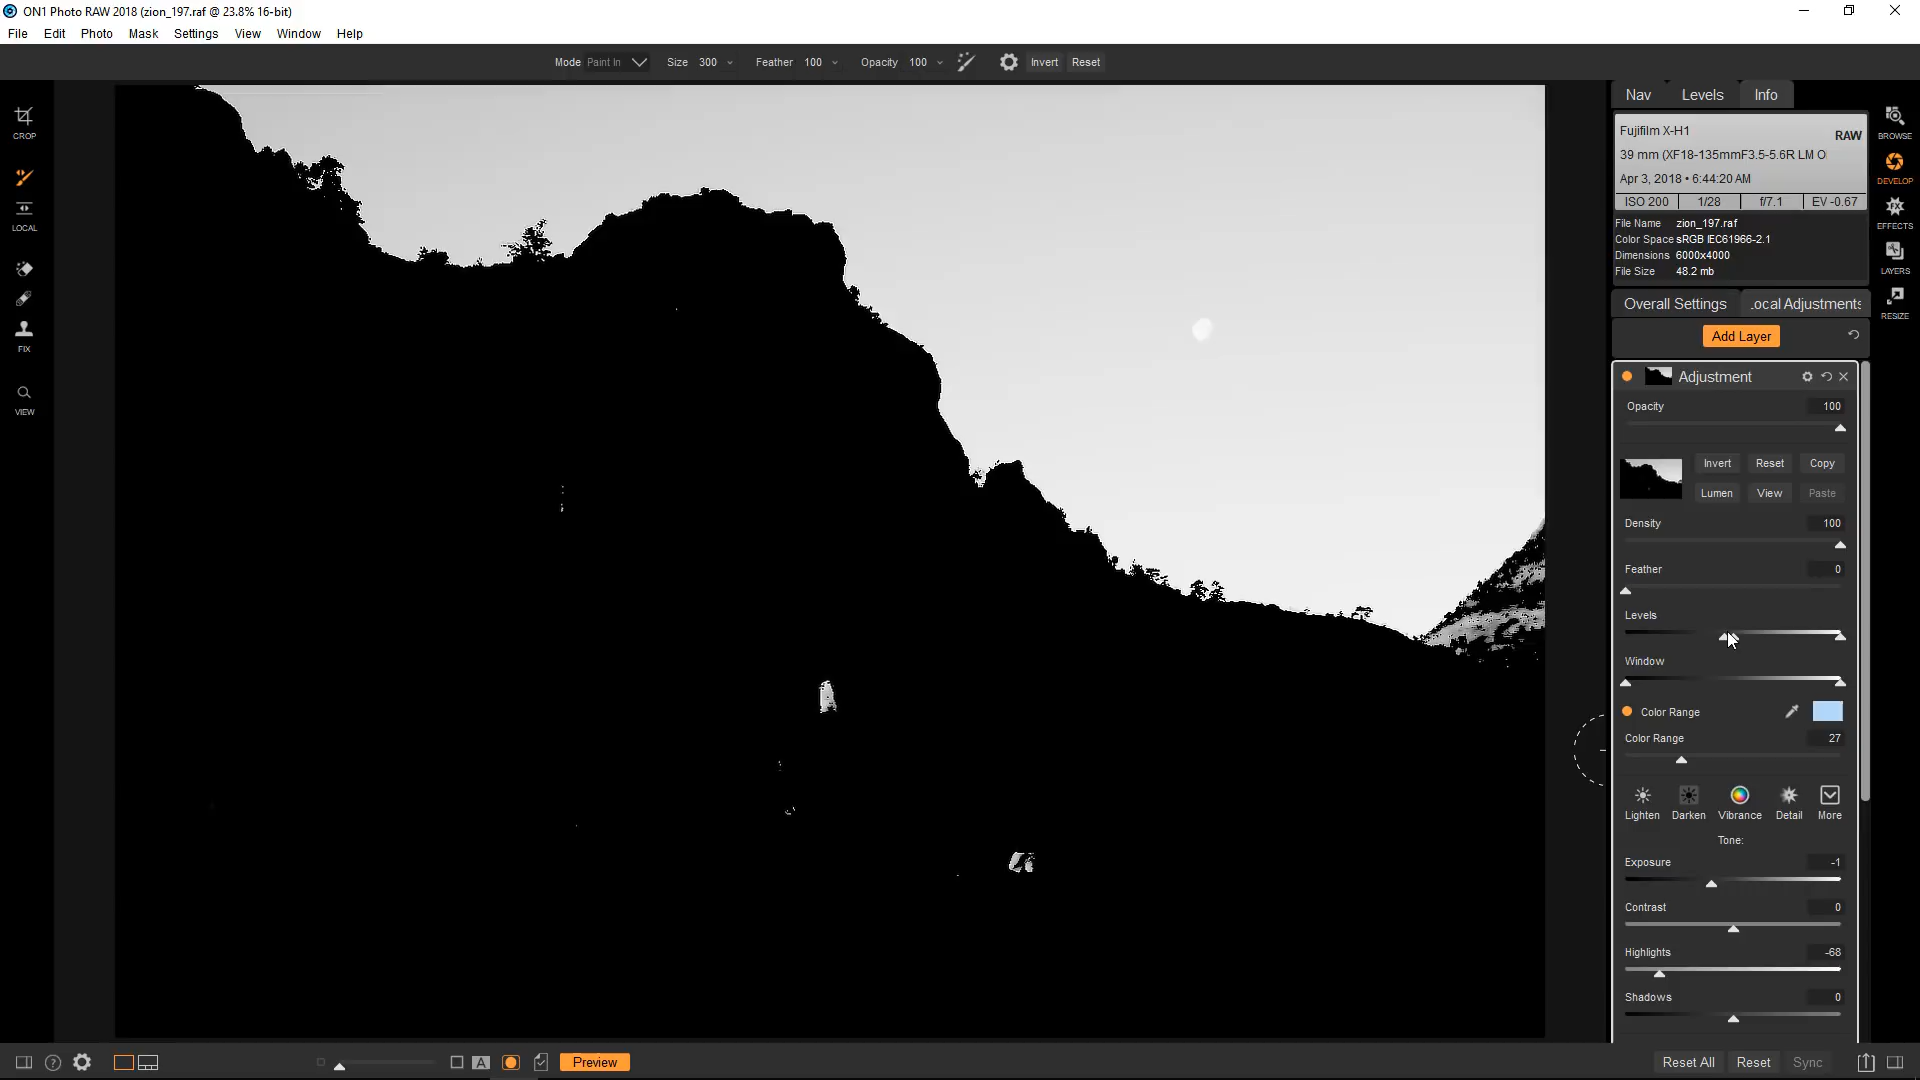 ON1 Photo RAW 2018 (zion_197.raf @ 23.8% 16-bit)
File Edit Photo Mask Settings View Window Help
Mode Paint In Size 300 Feather 100 Opacity 100 Invert Reset
CROP
LOCAL
FIX
VIEW
Nav Levels Info
Fujifilm X-H1 RAW
39 mm (XF18-135mmF3.5-5.6R LM O
Apr 3, 2018 • 6:44:20 AM
ISO 200 1/28 f/7.1 EV -0.67
File Name zion_197.raf
Color Space sRGB IEC61966-2.1
Dimensions 6000x4000
File Size 48.2 mb
Overall Settings .ocal Adjustments
Add Layer
Adjustment
Opacity 100
Invert Reset Copy
Lumen View Paste
Density 100
Feather 0
Levels
Window
Color Range
Color Range 27
Lighten Darken Vibrance Detail More
Tone:
Exposure -1
Contrast 0
Highlights -68
Shadows 0
BROWSE
DEVELOP
FX
EFFECTS
LAYERS
RESIZE
? A Preview
Reset All Reset Sync